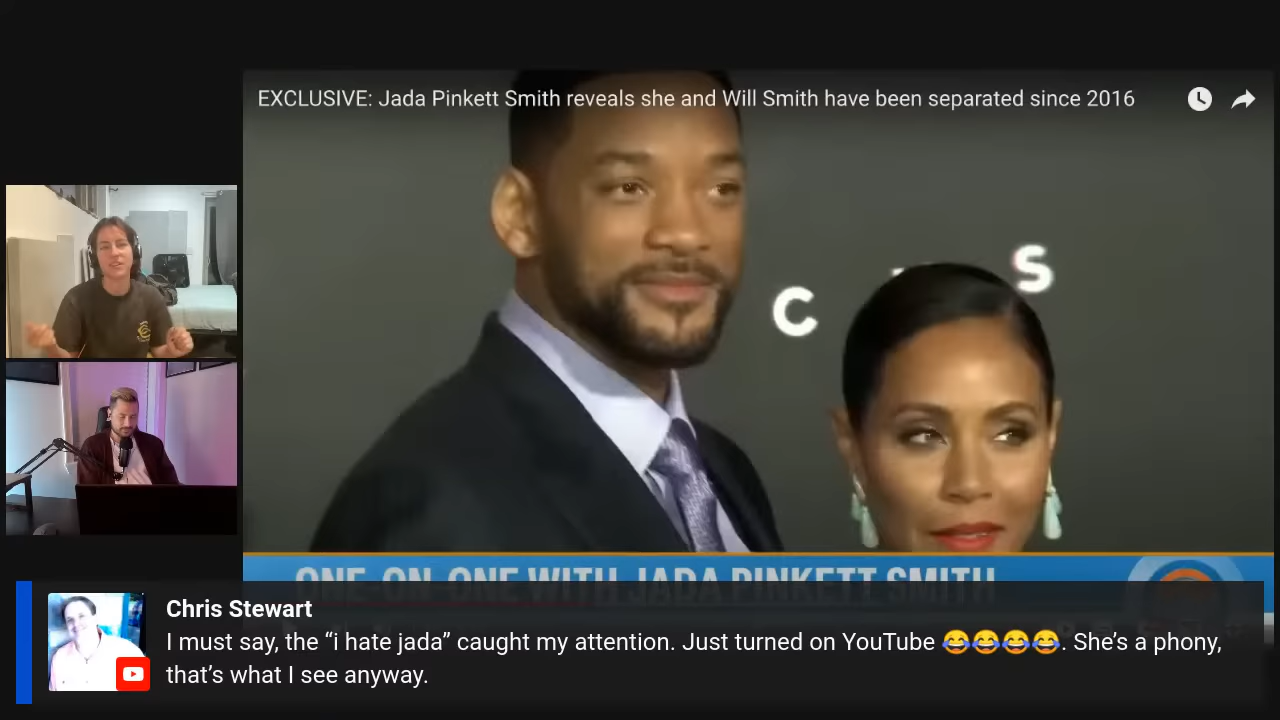 EXCLUSIVE: Jada Pinkett Smith reveals she and Will Smith have been separated since 2016
C S
ONE-ON-ONE WITH JADA PINKETT SMITH
Chris Stewart
I must say, the “i hate jada” caught my attention. Just turned on YouTube 😂😂😂😂. She’s a phony,
that’s what I see anyway.